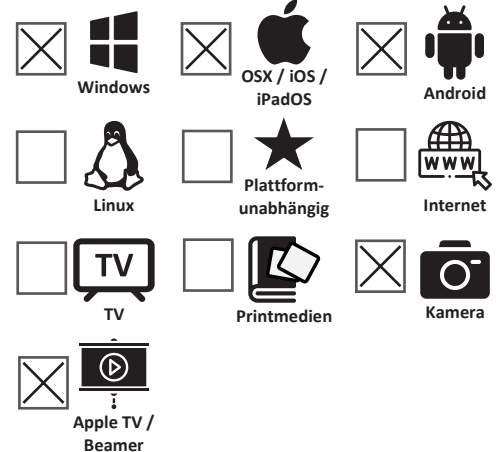 Windows
OSX / iOS /
iPadOS
Android
Linux
Plattform-
unabhängig
WWW
Internet
TV
TV
Printmedien
Kamera
Apple TV /
Beamer